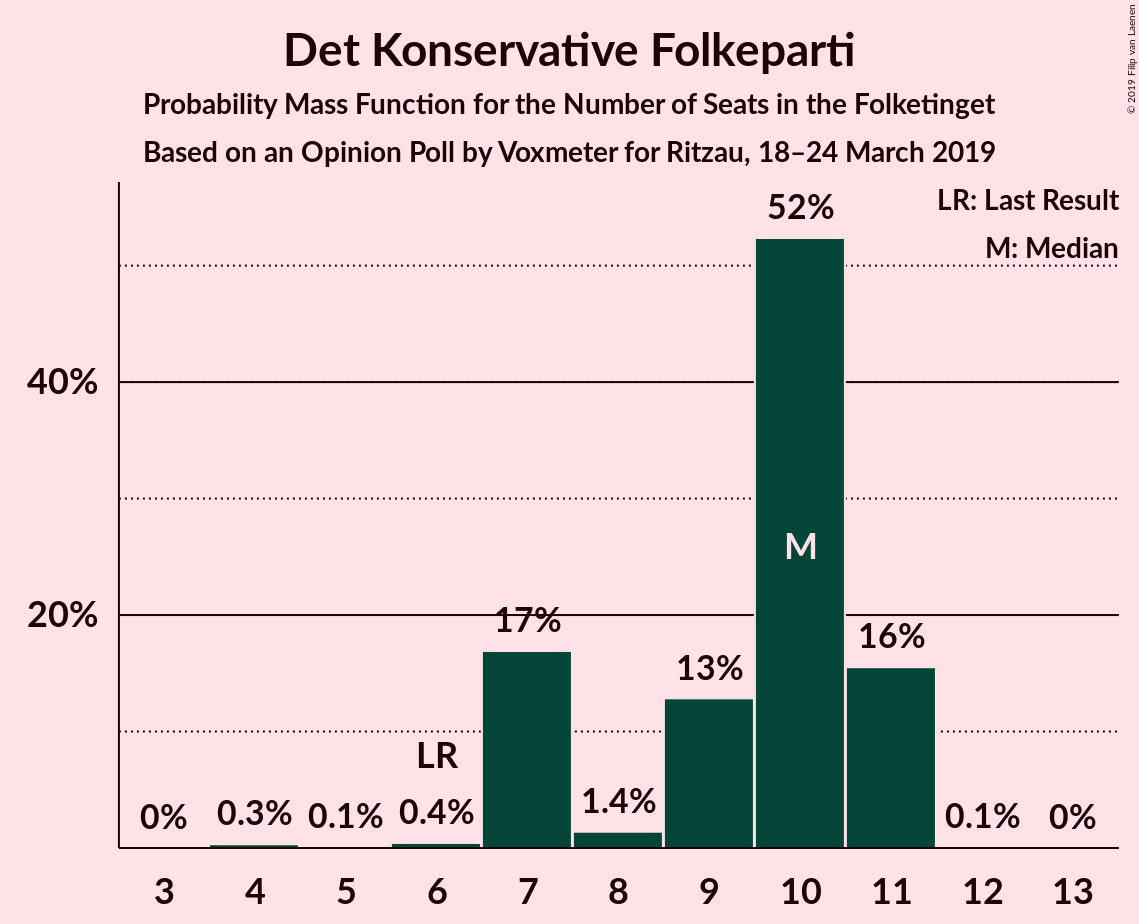 Det Konservative Folkeparti
Probability Mass Function for the Number of Seats in the Folketinget
Based on an Opinion Poll by Voxmeter for Ritzau, 18–24 March 2019
© 2019 Filip van Laenen
LR: Last Result
M: Median
52%
40%
M
20%
17%
16%
13%
LR
0%
0.3%
0.1%
0.4%
1.4%
0.1%
0%
3 4 5 6 7 8 9 10 11 12 13